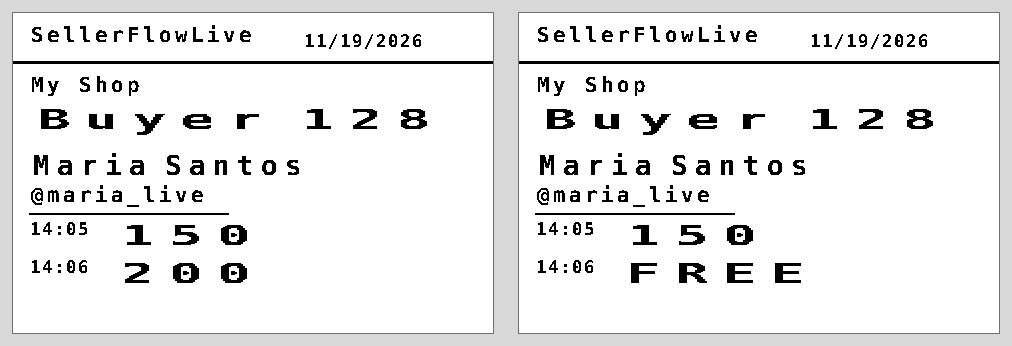 SellerFlowLive 11/19/2026
My Shop
Buyer 128
Maria Santos
@maria_live
14:05 150
14:06 200
SellerFlowLive 11/19/2026
My Shop
Buyer 128
Maria Santos
@maria_live
14:05 150
14:06 FREE